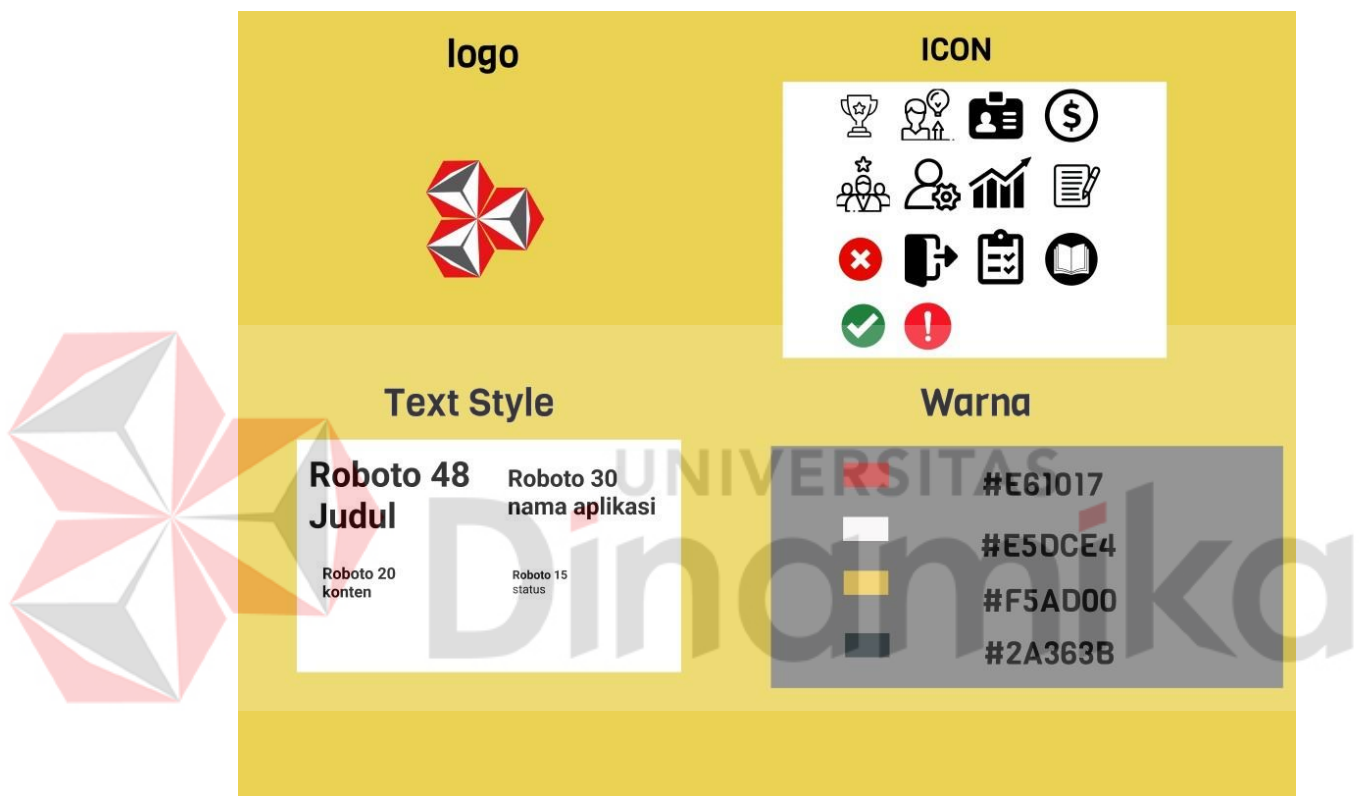 logo
ICON
Text Style
Roboto 48
Judul
Roboto 30
nama aplikasi
Roboto 20
konten
Roboto 15
status
Warna
#E61017
#E5DCE4
#F5AD00
#2A363B
UNIVERSITAS
Dinamika